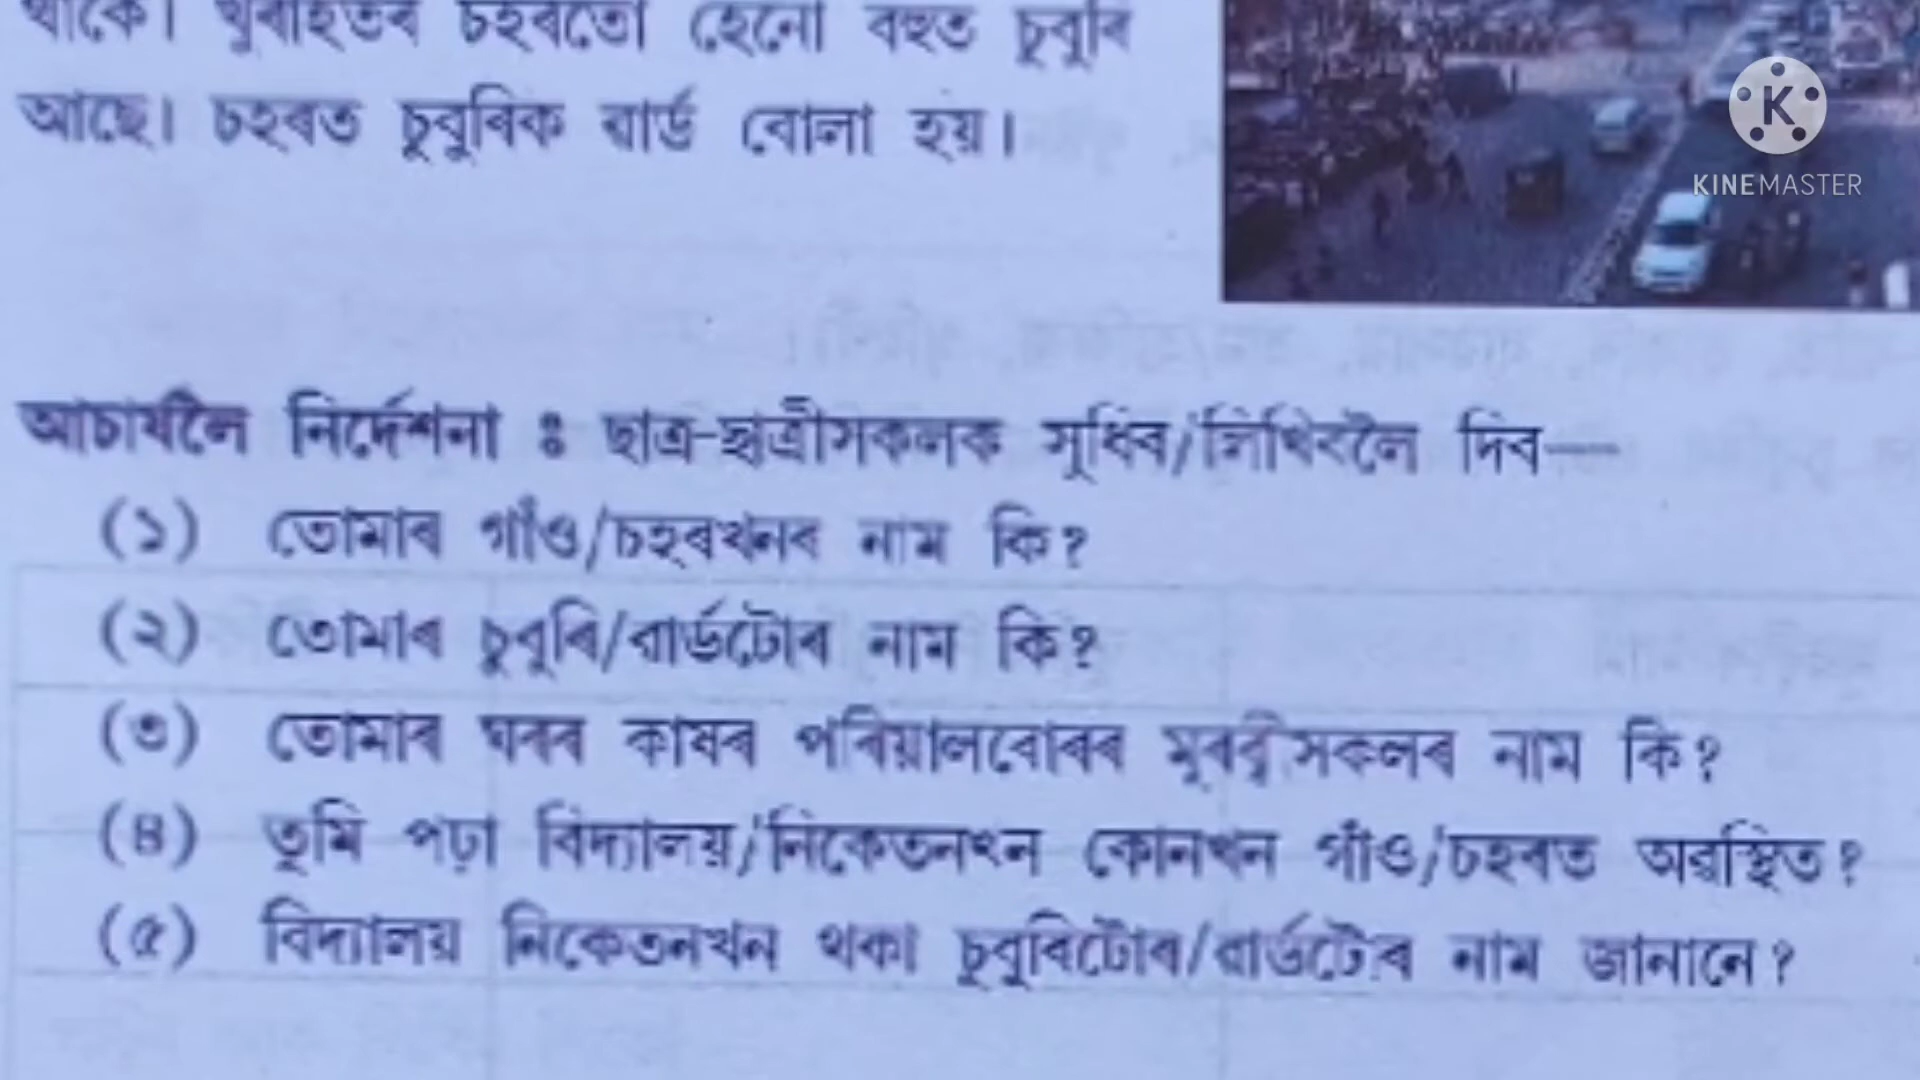 থাকে। খুৰাহঁতৰ চহৰতো হেনো বহুত চুবুৰি
আছে। চহৰত চুবুৰিক ৱাৰ্ড বোলা হয়।
KINEMASTER
আচাৰ্যলৈ নিৰ্দেশনা ঃ ছাত্ৰ-ছাত্ৰীসকলক সুধিব/লিখিবলৈ দিব—
(১) তোমাৰ গাঁও/চহৰখনৰ নাম কি?
(২) তোমাৰ চুবুৰি/ৱাৰ্ডটোৰ নাম কি?
(৩) তোমাৰ ঘৰৰ কাষৰ পৰিয়ালবোৰৰ মুৰব্বীসকলৰ নাম কি?
(৪) তুমি পঢ়া বিদ্যালয়/নিকেতনখন কোনখন গাঁও/চহৰত অৱস্থিত?
(৫) বিদ্যালয় নিকেতনখন থকা চুবুৰিটোৰ/ৱাৰ্ডটোৰ নাম জানানে?